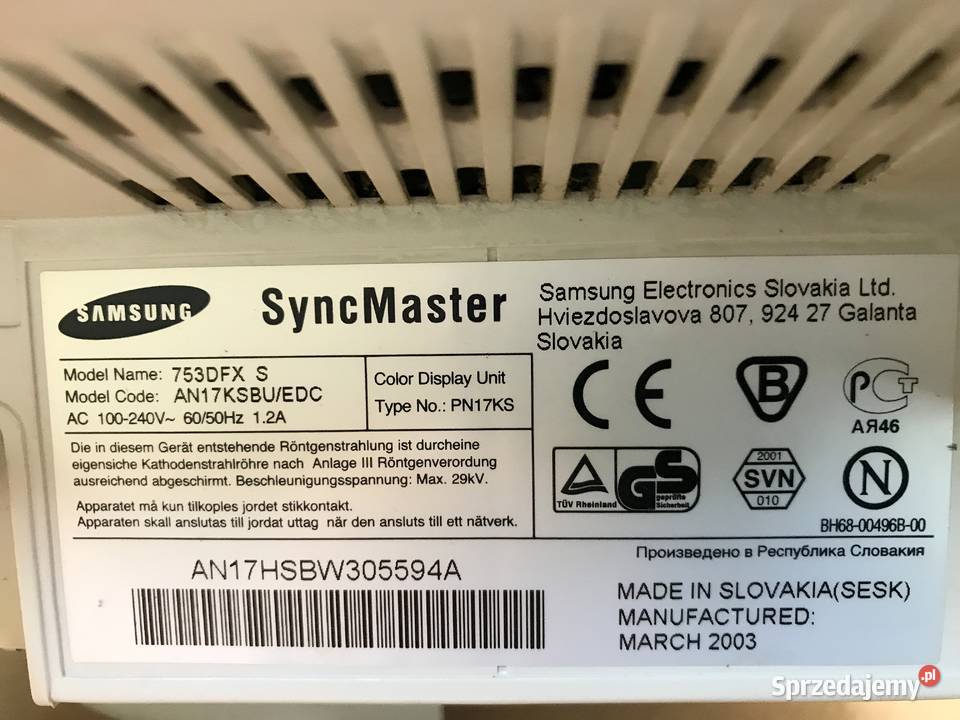 SAMSUNG
SyncMaster
Samsung Electronics Slovakia Ltd.
Hviezdoslavova 807, 924 27 Galanta
Slovakia
Model Name: 753DFX S
Model Code: AN17KSBU/EDC
AC 100-240V~ 60/50Hz 1.2A
Color Display Unit
Type No.: PN17KS
CE
B
РСТ
АЯ46
Die in diesem Gerät entstehende Röntgenstrahlung ist durcheine
eigensiche Kathodenstrahlröhre nach Anlage III Röntgenverordung
ausreichend abgeschirmt. Beschleunigungsspannung: Max. 29kV.
Apparatet må kun tilkoples jordet stikkontakt.
Apparaten skall anslutas till jordat uttag när den ansluts till ett nätverk.
TÜV Rheinland
GS
geprüfte
Sicherheit
2001
SVN
010
N
BH68-00496B-00
Произведено в Республика Словакия
AN17HSBW305594A
MADE IN SLOVAKIA(SESK)
MANUFACTURED:
MARCH 2003
Sprzedajemy.pl